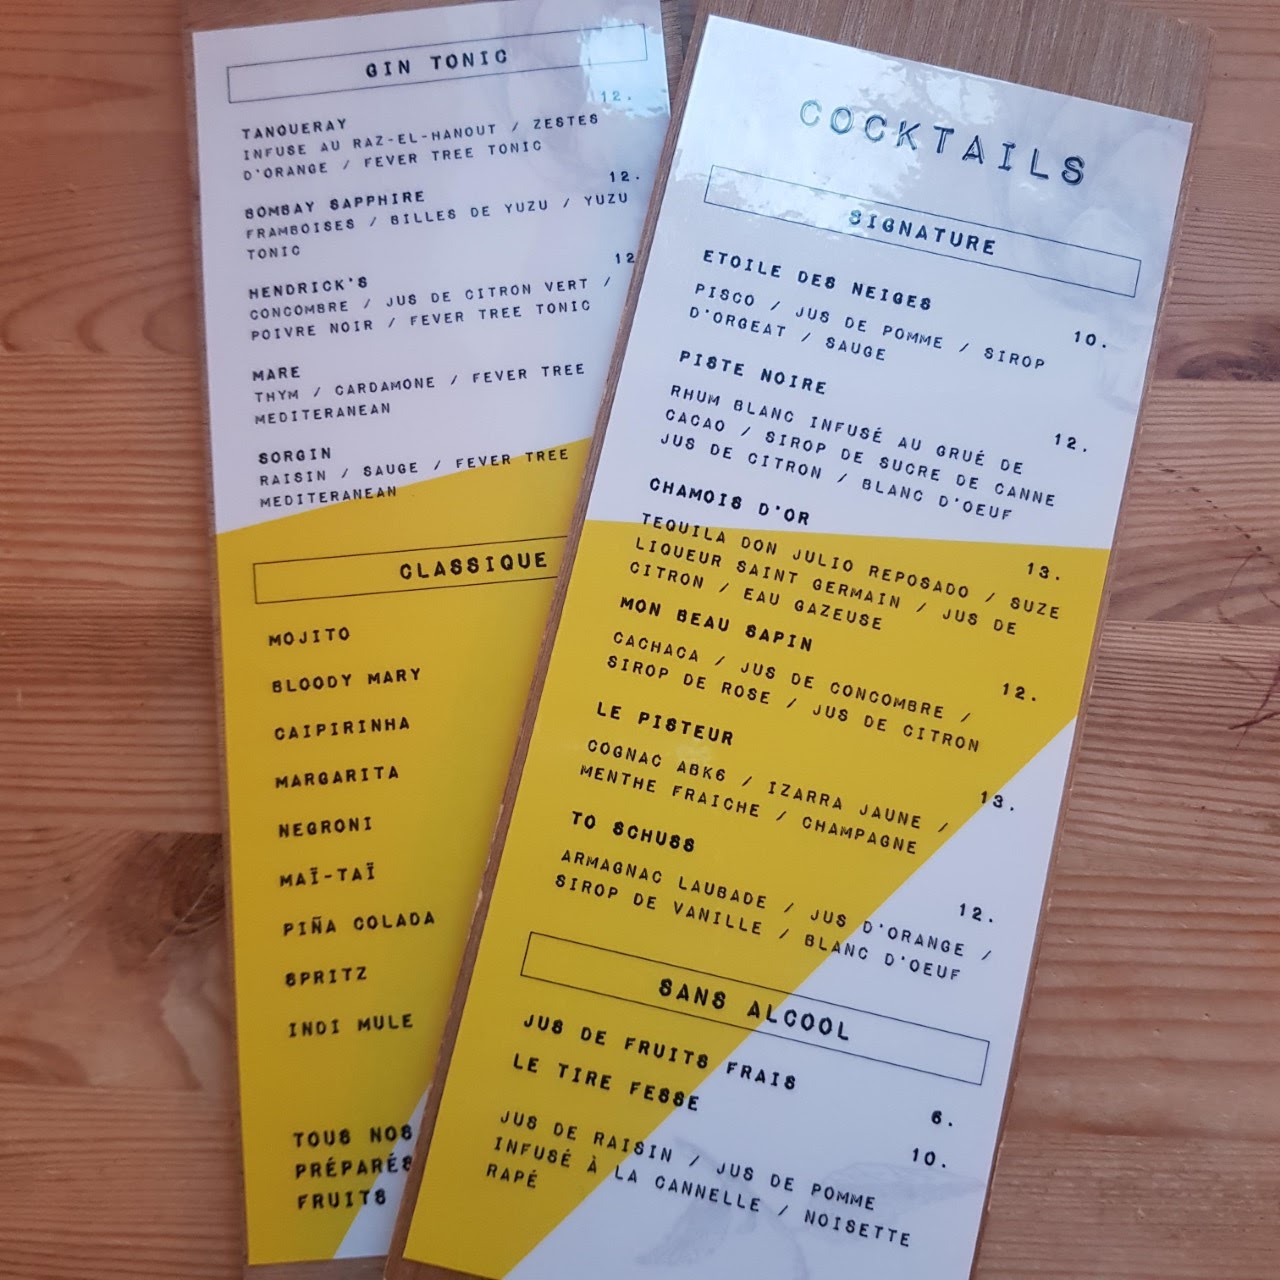 GIN TONIC
12.
TANQUERAY
INFUSE AU RAZ-EL-HANOUT / ZESTES
D'ORANGE / FEVER TREE TONIC
12.
BOMBAY SAPPHIRE
FRAMBOISES / BILLES DE YUZU / YUZU
TONIC
12
HENDRICK'S
CONCOMBRE / JUS DE CITRON VERT /
POIVRE NOIR / FEVER TREE TONIC
MARE
THYM / CARDAMONE / FEVER TREE
MEDITERANEAN
SORGIN
RAISIN / SAUGE / FEVER TREE
MEDITERANEAN
CLASSIQUE
MOJITO
BLOODY MARY
CAIPIRINHA
MARGARITA
NEGRONI
MAÏ-TAÏ
PIÑA COLADA
SPRITZ
INDI MULE
TOUS NOS
PRÉPARÉS
FRUITS
COCKTAILS
SIGNATURE
ETOILE DES NEIGES
10.
PISCO / JUS DE POMME / SIROP
D'ORGEAT / SAUGE
PISTE NOIRE
12.
RHUM BLANC INFUSÉ AU GRUÉ DE
CACAO / SIROP DE SUCRE DE CANNE
JUS DE CITRON / BLANC D'OEUF
CHAMOIS D'OR
13.
TEQUILA DON JULIO REPOSADO / SUZE
LIQUEUR SAINT GERMAIN / JUS DE
CITRON / EAU GAZEUSE
MON BEAU SAPIN
12.
CACHACA / JUS DE CONCOMBRE /
SIROP DE ROSE / JUS DE CITRON
LE PISTEUR
13.
COGNAC ABK6 / IZARRA JAUNE /
MENTHE FRAICHE / CHAMPAGNE
TO SCHUSS
12.
ARMAGNAC LAUBADE / JUS D'ORANGE /
SIROP DE VANILLE / BLANC D'OEUF
SANS ALCOOL
JUS DE FRUITS FRAIS
6.
LE TIRE FESSE
10.
JUS DE RAISIN / JUS DE POMME
INFUSÉ À LA CANNELLE / NOISETTE
RAPÉ